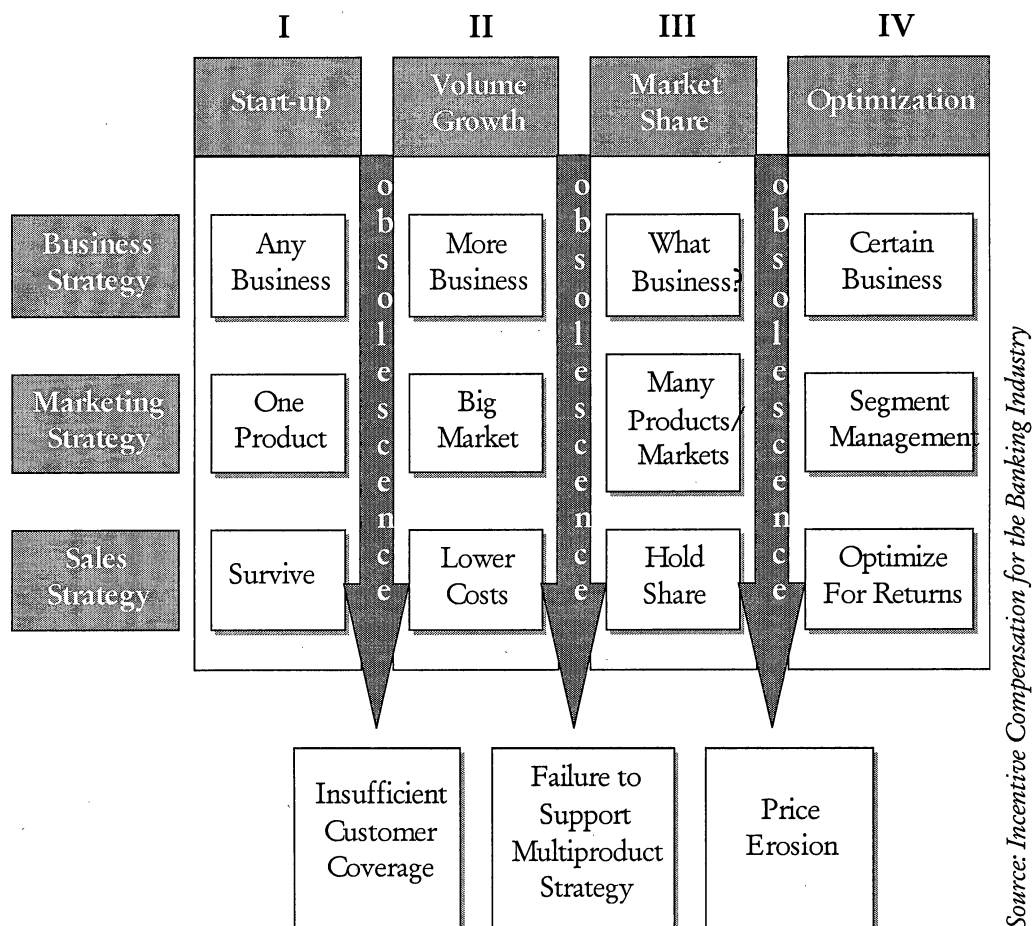 I
II
III
IV
Start-up
Volume
Growth
Market
Share
Optimization
Business
Strategy
Any
Business
More
Business
What
Business?
Certain
Business
Marketing
Strategy
One
Product
Big
Market
Many
Products/
Markets
Segment
Management
Sales
Strategy
Survive
Lower
Costs
Hold
Share
Optimize
For Returns
obsolescence
obsolescence
obsolescence
Insufficient
Customer
Coverage
Failure to
Support
Multiproduct
Strategy
Price
Erosion
Source: Incentive Compensation for the Banking Industry